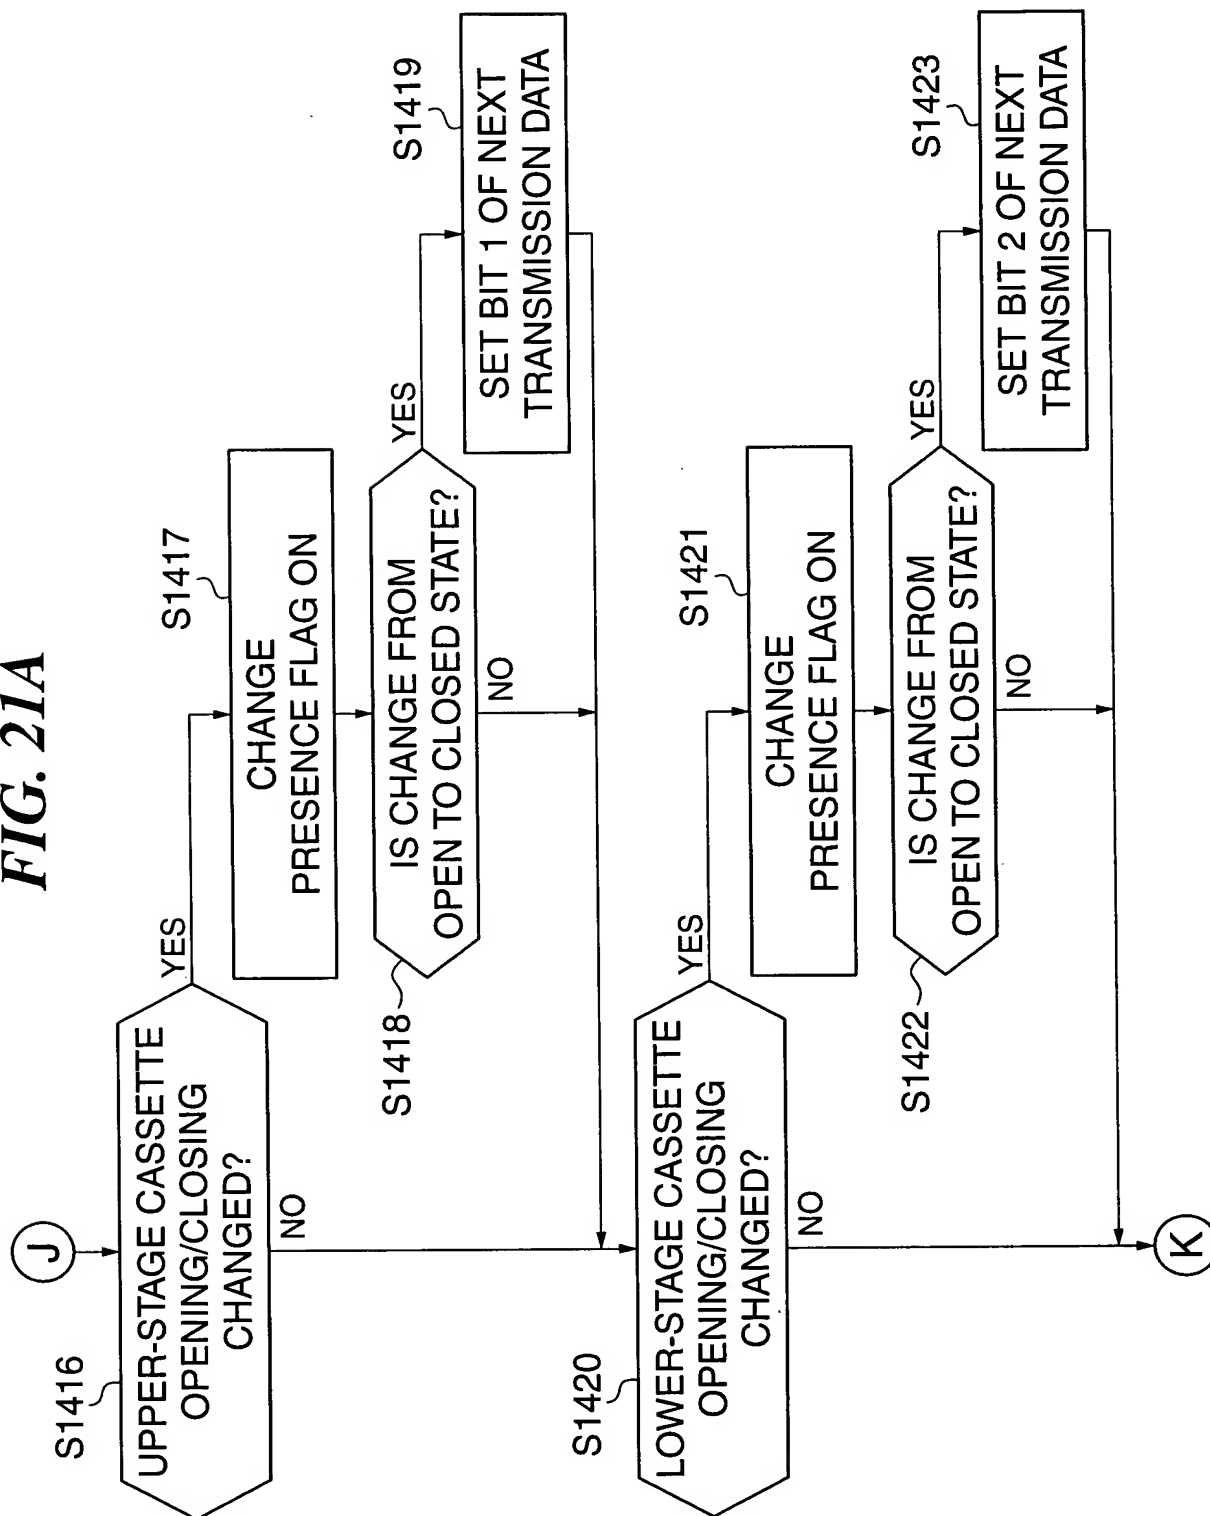 FIG. 21A
J
S1416
UPPER-STAGE CASSETTE
OPENING/CLOSING
CHANGED?
YES
NO
S1417
CHANGE
PRESENCE FLAG ON
S1418
IS CHANGE FROM
OPEN TO CLOSED STATE?
YES
NO
S1419
SET BIT 1 OF NEXT
TRANSMISSION DATA
S1420
LOWER-STAGE CASSETTE
OPENING/CLOSING
CHANGED?
YES
NO
S1421
CHANGE
PRESENCE FLAG ON
S1422
IS CHANGE FROM
OPEN TO CLOSED STATE?
YES
NO
S1423
SET BIT 2 OF NEXT
TRANSMISSION DATA
K